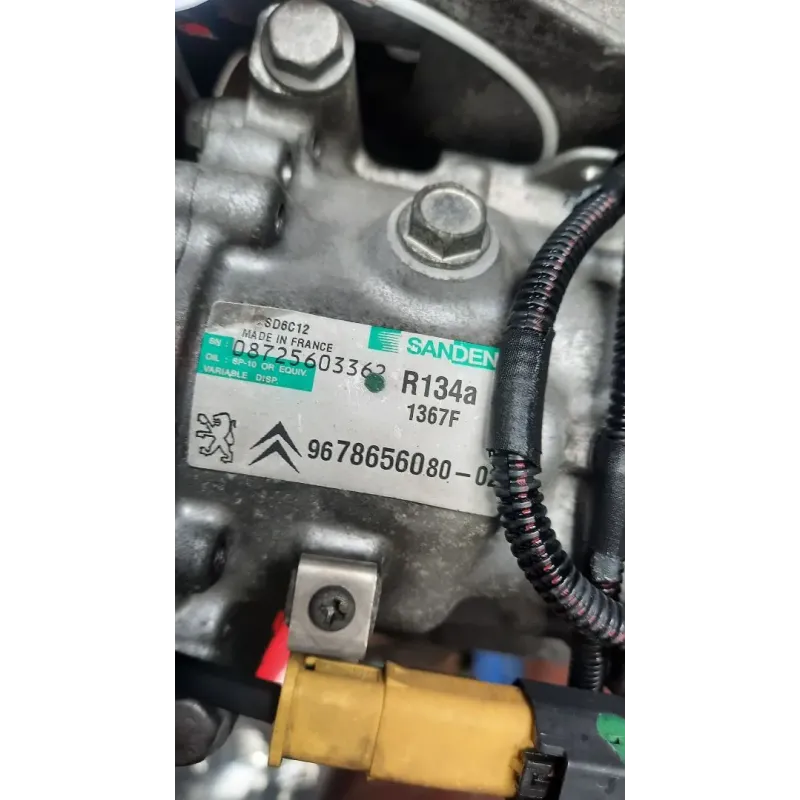 SD6C12
MADE IN FRANCE
SANDEN
SN : 08725603362
OIL : SP-10 OR EQUIV.
VARIABLE DISP.
R134a
1367F
9678656080-02